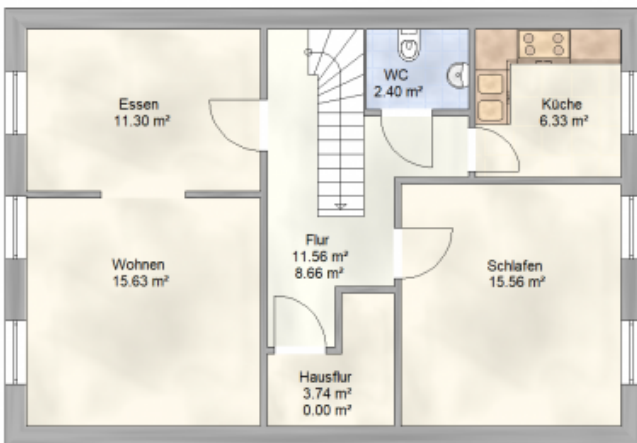 Essen
11.30 m²
WC
2.40 m²
Küche
6.33 m²
Wohnen
15.63 m²
Flur
11.56 m²
8.66 m²
Schlafen
15.56 m²
Hausflur
3.74 m²
0.00 m²